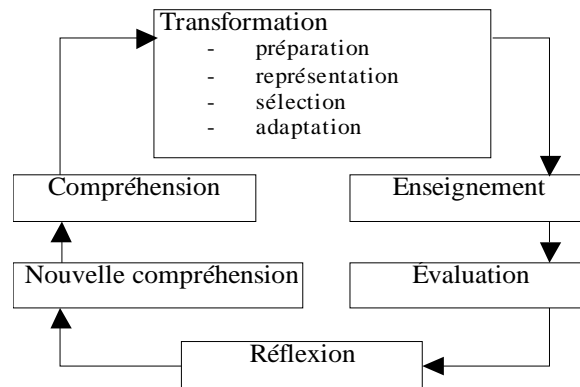 Transformation
- préparation
- représentation
- sélection
- adaptation
Compréhension
Enseignement
Nouvelle compréhension
Évaluation
Réflexion